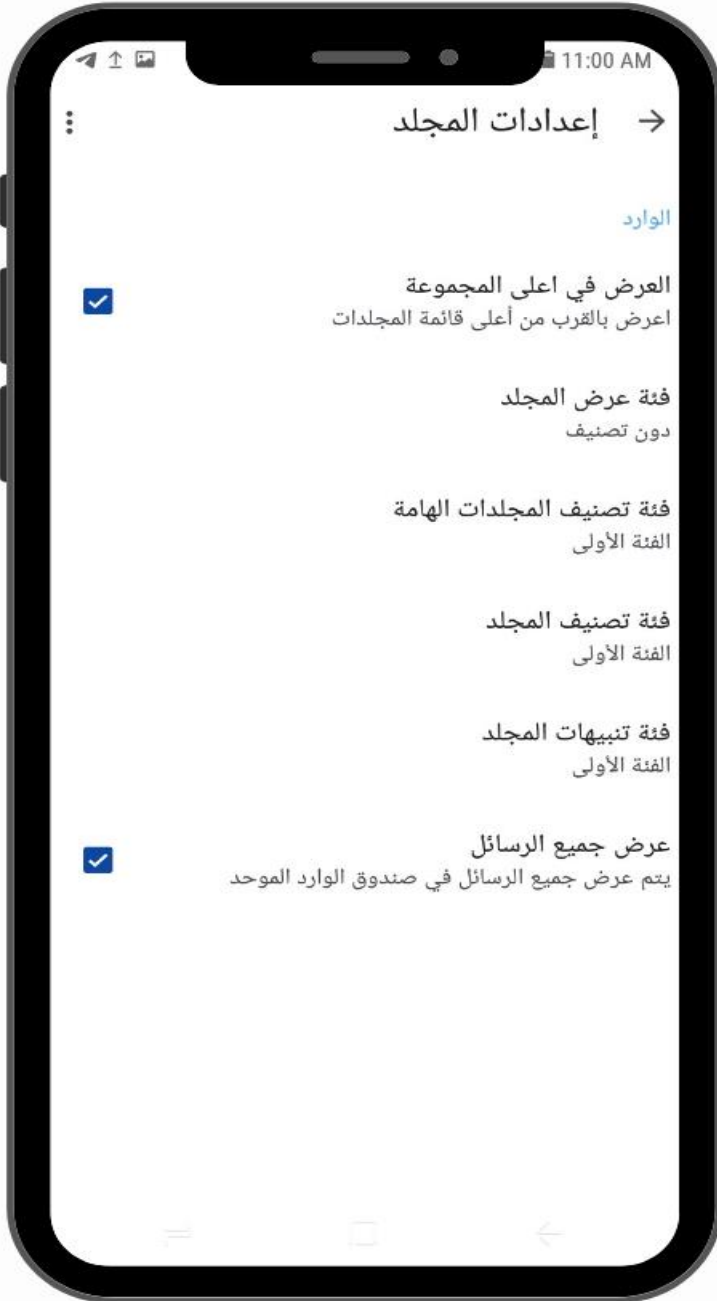 11:00 AM
إعدادات المجلد
الوارد
العرض في اعلى المجموعة
اعرض بالقرب من أعلى قائمة المجلدات
فئة عرض المجلد
دون تصنيف
فئة تصنيف المجلدات الهامة
الفئة الأولى
فئة تصنيف المجلد
الفئة الأولى
فئة تنبيهات المجلد
الفئة الأولى
عرض جميع الرسائل
يتم عرض جميع الرسائل في صندوق الوارد الموحد